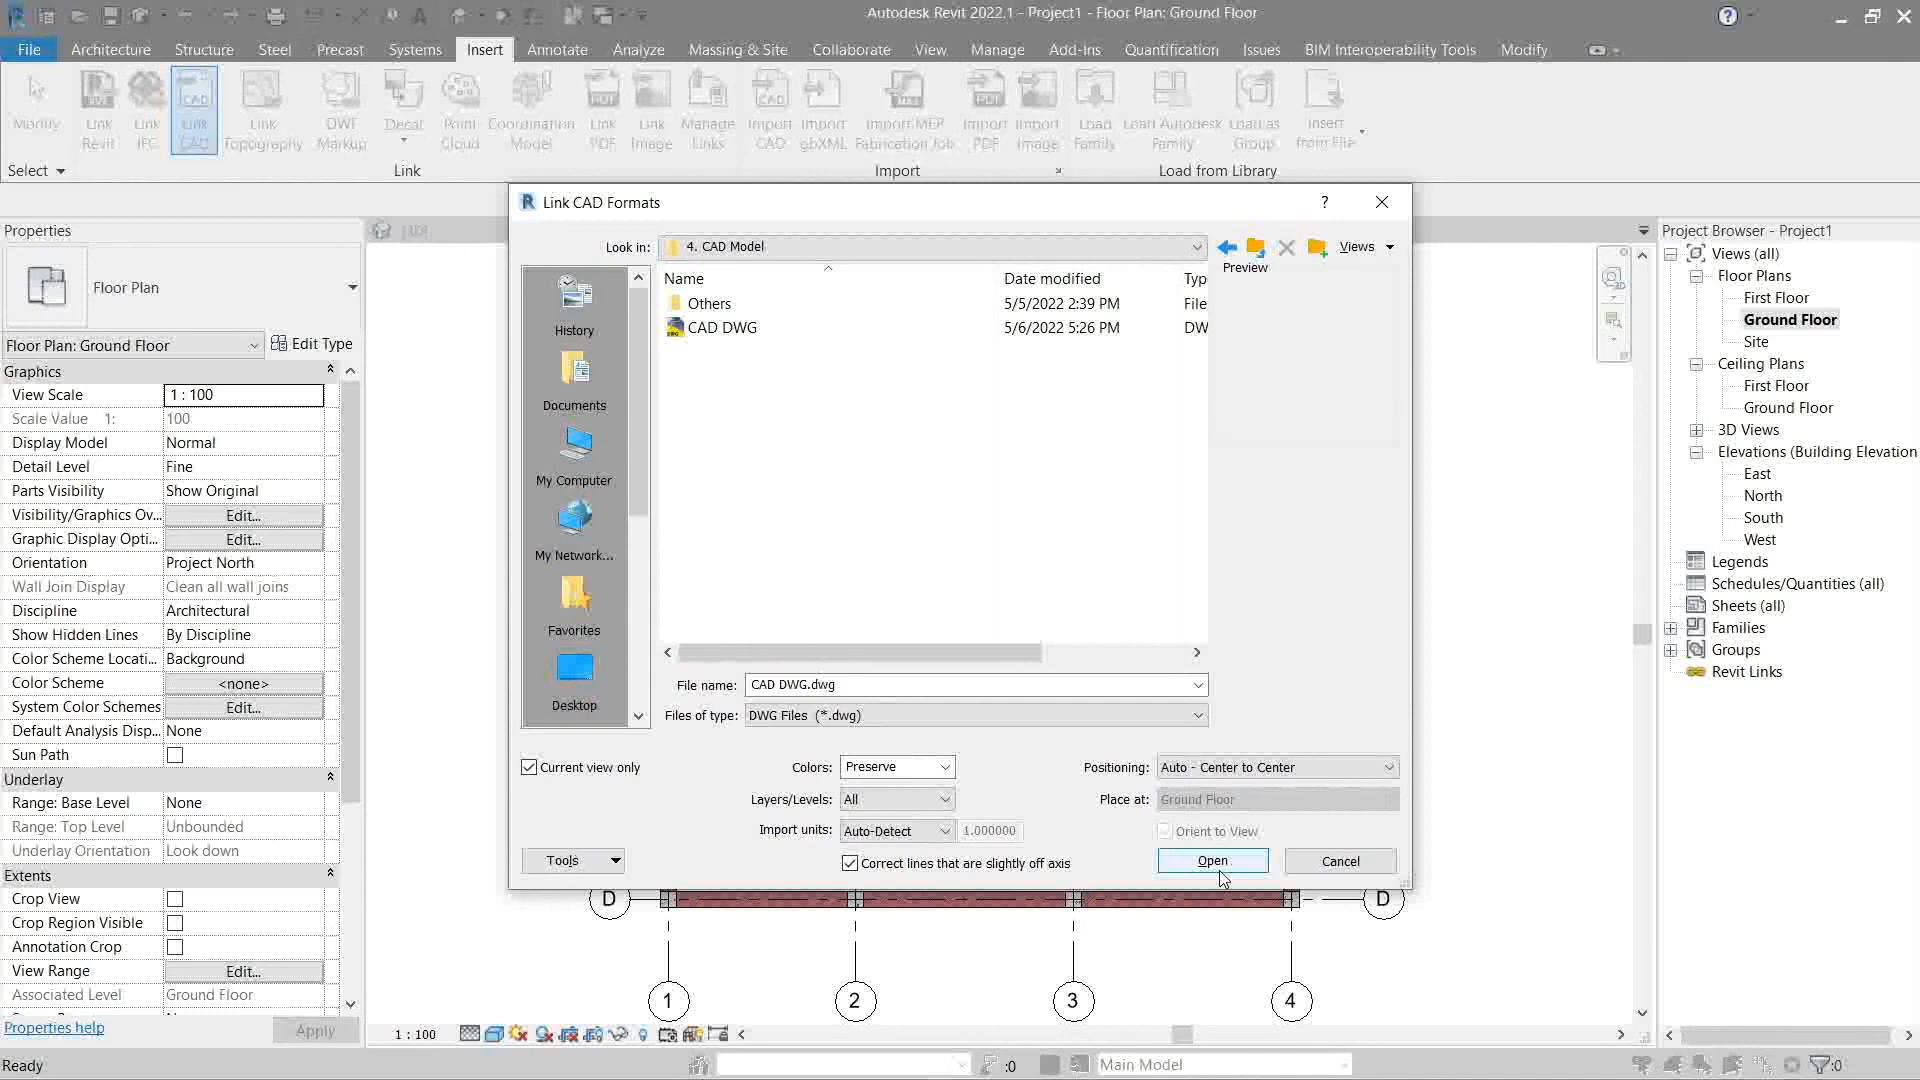 Autodesk Revit 2022.1 - Project1 - Floor Plan: Ground Floor
File Architecture Structure Steel Precast Systems Insert Annotate Analyze Massing & Site Collaborate View Manage Add-Ins Quantification Issues BIM Interoperability Tools Modify
Modify
Link Revit
Link IFC
Link CAD
Link Topography
DWF Markup
Decal
Point Cloud
Coordination Model
Link PDF
Link Image
Manage Links
Import CAD
Import gbXML
Import MEP Fabrication Job
Import PDF
Import Image
Load Family
Load Autodesk Family
Load as Group
Insert from File
Select
Link
Import
Load from Library
Properties
Floor Plan
Floor Plan: Ground Floor Edit Type
Graphics
View Scale 1 : 100
Scale Value 1: 100
Display Model Normal
Detail Level Fine
Parts Visibility Show Original
Visibility/Graphics Ov... Edit...
Graphic Display Opti... Edit...
Orientation Project North
Wall Join Display Clean all wall joins
Discipline Architectural
Show Hidden Lines By Discipline
Color Scheme Locati... Background
Color Scheme <none>
System Color Schemes Edit...
Default Analysis Disp... None
Sun Path
Underlay
Range: Base Level None
Range: Top Level Unbounded
Underlay Orientation Look down
Extents
Crop View
Crop Region Visible
Annotation Crop
View Range Edit...
Associated Level Ground Floor
Properties help Apply
Ready
{3D}
Link CAD Formats ?
Look in: 4. CAD Model Views
Preview
Name Date modified Typ
Others 5/5/2022 2:39 PM File
CAD DWG 5/6/2022 5:26 PM DW
History
Documents
My Computer
My Network...
Favorites
Desktop
File name: CAD DWG.dwg
Files of type: DWG Files (*.dwg)
Current view only
Colors: Preserve
Layers/Levels: All
Import units: Auto-Detect 1.000000
Correct lines that are slightly off axis
Positioning: Auto - Center to Center
Place at: Ground Floor
Orient to View
Tools Open Cancel
D D
1 2 3 4
1 : 100
:0 Main Model :0
Project Browser - Project1
Views (all)
Floor Plans
First Floor
Ground Floor
Site
Ceiling Plans
First Floor
Ground Floor
3D Views
Elevations (Building Elevation
East
North
South
West
Legends
Schedules/Quantities (all)
Sheets (all)
Families
Groups
Revit Links